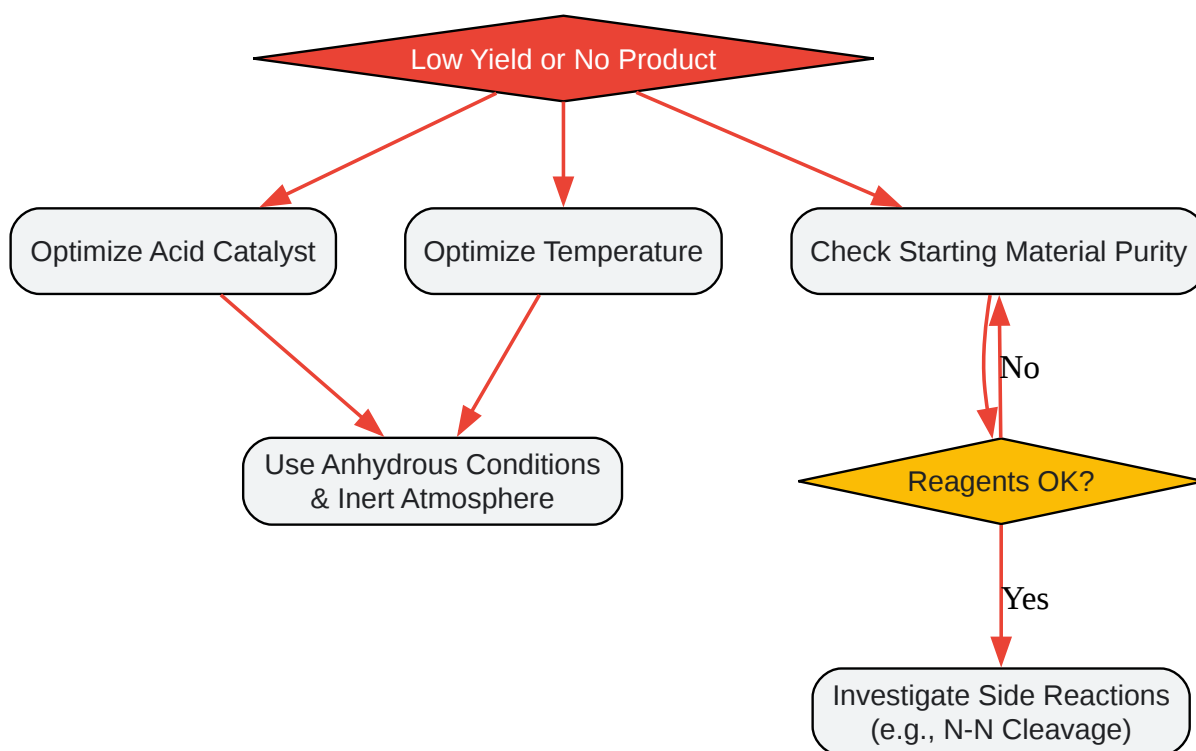 Low Yield or No Product
Optimize Acid Catalyst
Optimize Temperature
Check Starting Material Purity
No
Use Anhydrous Conditions
& Inert Atmosphere
Reagents OK?
Yes
Investigate Side Reactions
(e.g., N-N Cleavage)